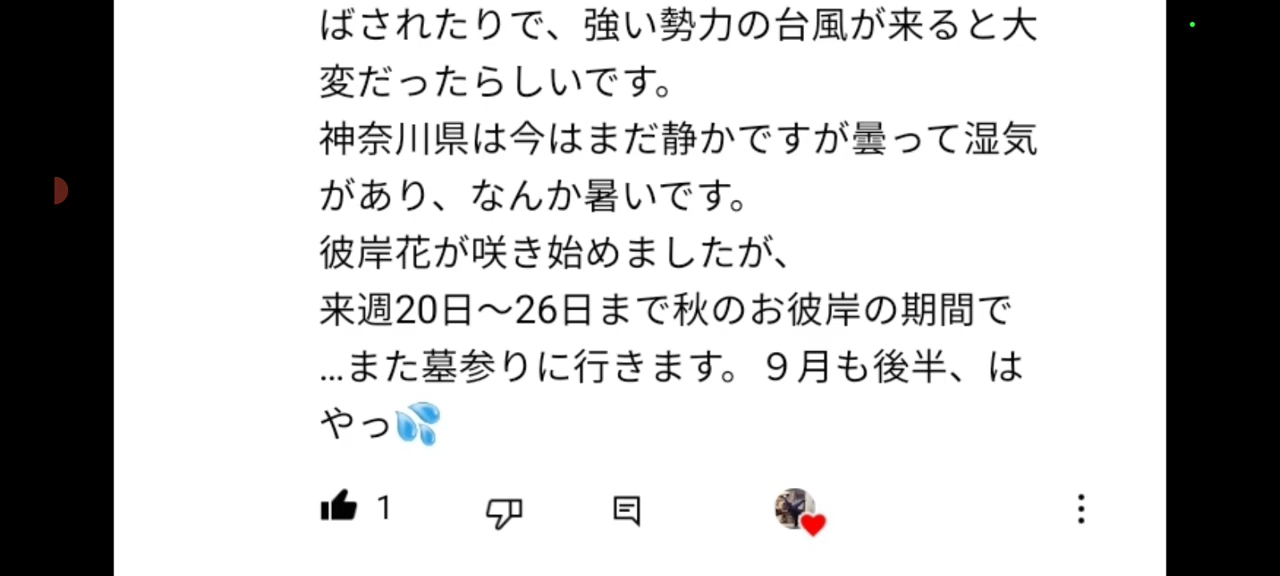 ばされたりで、強い勢力の台風が来ると大
変だったらしいです。
神奈川県は今はまだ静かですが曇って湿気
があり、なんか暑いです。
彼岸花が咲き始めましたが、
来週20日〜26日まで秋のお彼岸の期間で
…また墓参りに行きます。９月も後半、は
やっ💦
1